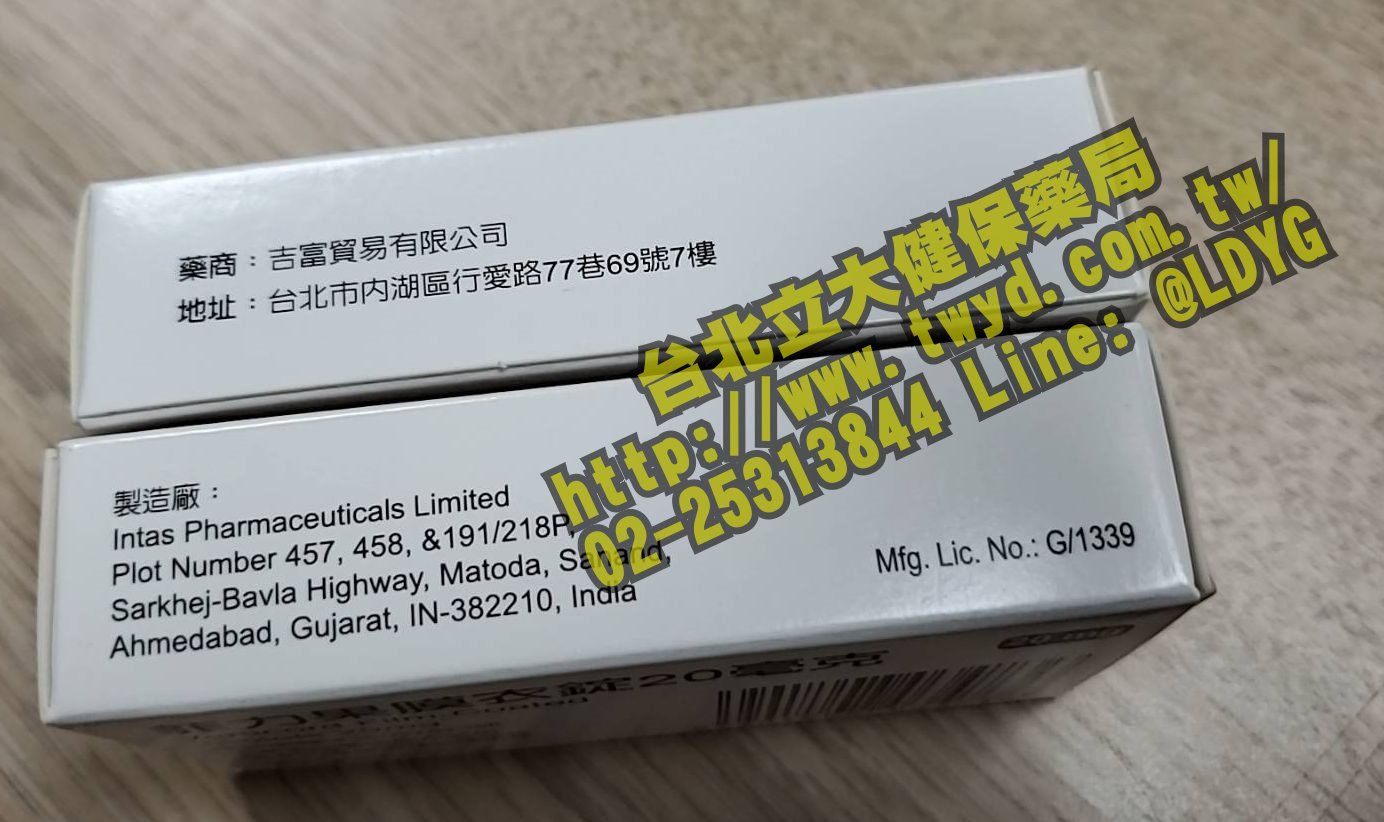 藥商：吉富貿易有限公司
地址：台北市内湖區行愛路77巷69號7樓
台北立大健保藥局
http://www.twyd.com.tw/
02-25313844 Line: @LDYG
製造廠：
Intas Pharmaceuticals Limited
Plot Number 457, 458, &191/218P,
Sarkhej-Bavla Highway, Matoda, Sanand,
Ahmedabad, Gujarat, IN-382210, India
Mfg. Lic. No.: G/1339
力果膜衣錠20毫克